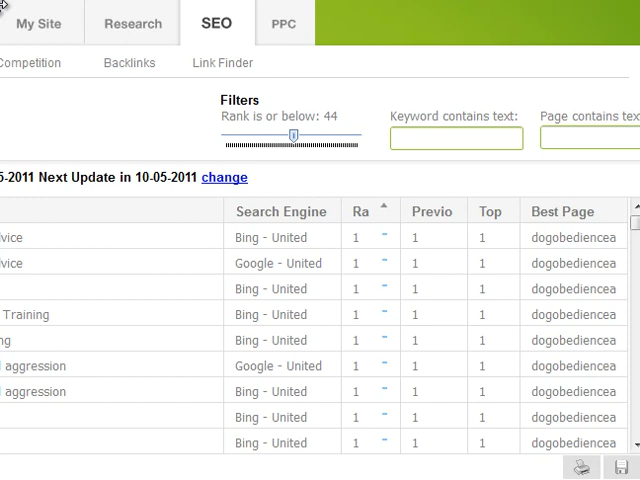 My Site Research SEO PPC
Competition Backlinks Link Finder
Filters
Rank is or below: 44 Keyword contains text: Page contains tex
5-2011 Next Update in 10-05-2011 change
Search Engine Ra Previo Top Best Page
dvice Bing - United 1 - 1 1 dogobediencea
dvice Google - United 1 - 1 1 dogobediencea
Bing - United 1 - 1 1 dogobediencea
Training Bing - United 1 - 1 1 dogobediencea
ng Bing - United 1 - 1 1 dogobediencea
aggression Google - United 1 - 1 1 dogobediencea
aggression Bing - United 1 - 1 1 dogobediencea
Bing - United 1 - 1 1 dogobediencea
Bing - United 1 - 1 1 dogobediencea